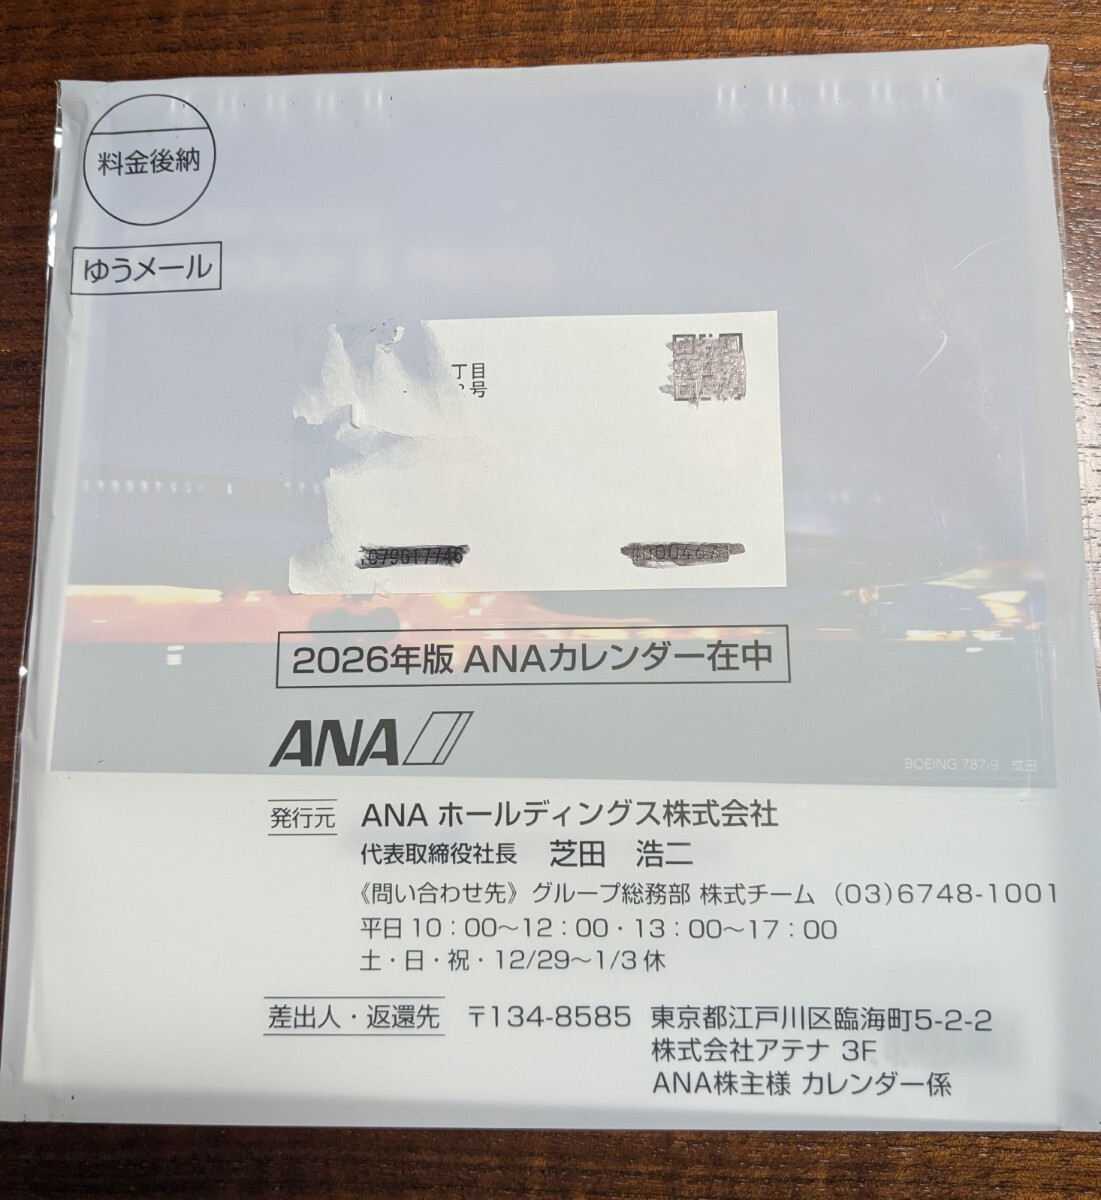 料金後納
ゆうメール
丁目
号
2026年版 ANAカレンダー在中
ANA
BOEING 787-9 成田
発行元 ANA ホールディングス株式会社
代表取締役社長 芝田 浩二
《問い合わせ先》グループ総務部 株式チーム (03)6748-1001
平日10：00〜12：00・13：00〜17：00
土・日・祝・12/29〜1/3休
差出人・返還先 〒134-8585 東京都江戸川区臨海町5-2-2
株式会社アテナ 3F
ANA株主様 カレンダー係